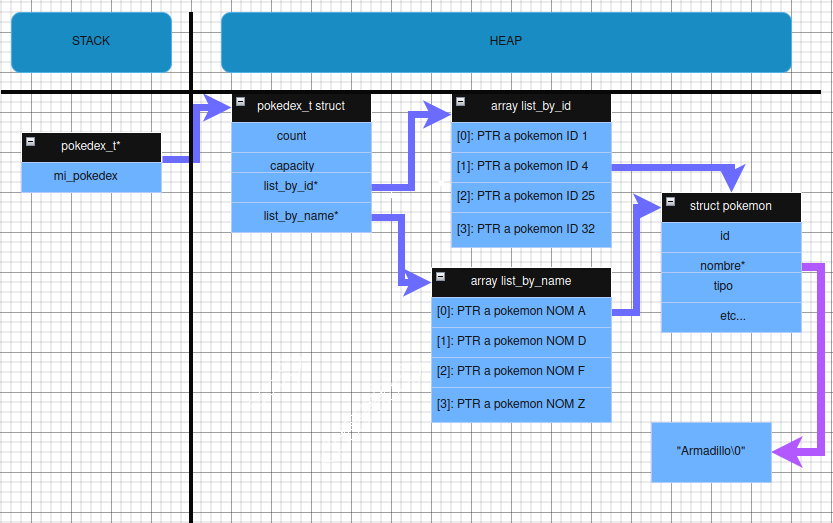 STACK
HEAP
pokedex_t*
mi_pokedex
pokedex_t struct
count
capacity
list_by_id*
list_by_name*
array list_by_id
[0]: PTR a pokemon ID 1
[1]: PTR a pokemon ID 4
[2]: PTR a pokemon ID 25
[3]: PTR a pokemon ID 32
array list_by_name
[0]: PTR a pokemon NOM A
[1]: PTR a pokemon NOM D
[2]: PTR a pokemon NOM F
[3]: PTR a pokemon NOM Z
struct pokemon
id
nombre*
tipo
etc...
"Armadillo\0"